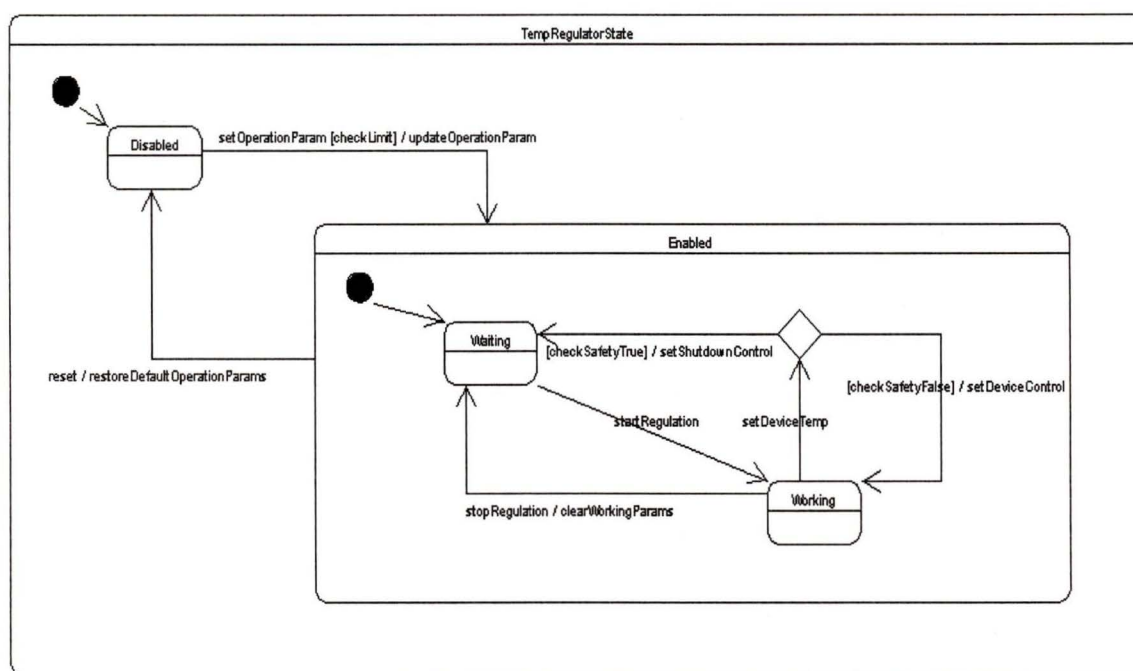 TempRegulatorState
Disabled
setOperationParam [checkLimit] / updateOperationParam
Enabled
Waiting
[checkSafetyTrue] / setShutdownControl
reset / restoreDefaultOperationParams
[checkSafetyFalse] / setDeviceControl
startRegulation
setDeviceTemp
Working
stopRegulation / clearWorkingParams